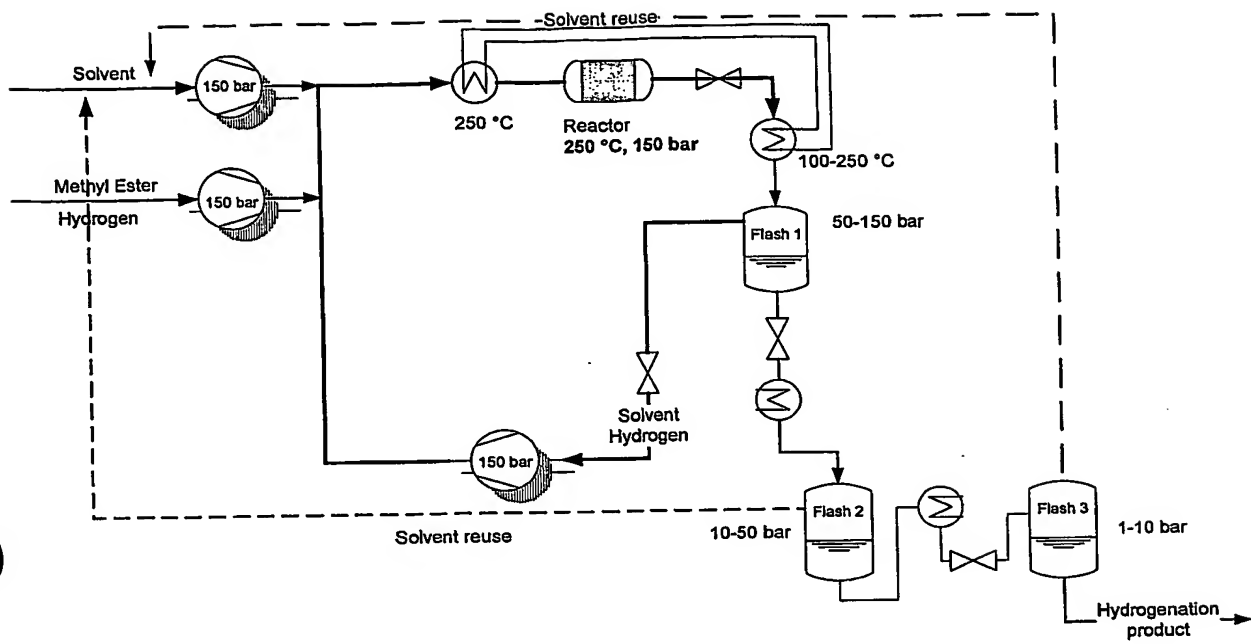 Solvent reuse
Solvent
150 bar
250 °C
Reactor
250 °C, 150 bar
100-250 °C
Methyl Ester
Hydrogen
150 bar
Flash 1
50-150 bar
Solvent
Hydrogen
150 bar
Solvent reuse
Flash 2
10-50 bar
Flash 3
1-10 bar
Hydrogenation
product